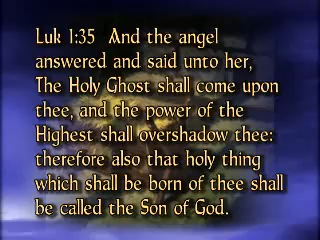 Luk 1:35 And the angel
answered and said unto her,
The Holy Ghost shall come upon
thee, and the power of the
Highest shall overshadow thee:
therefore also that holy thing
which shall be born of thee shall
be called the Son of God.